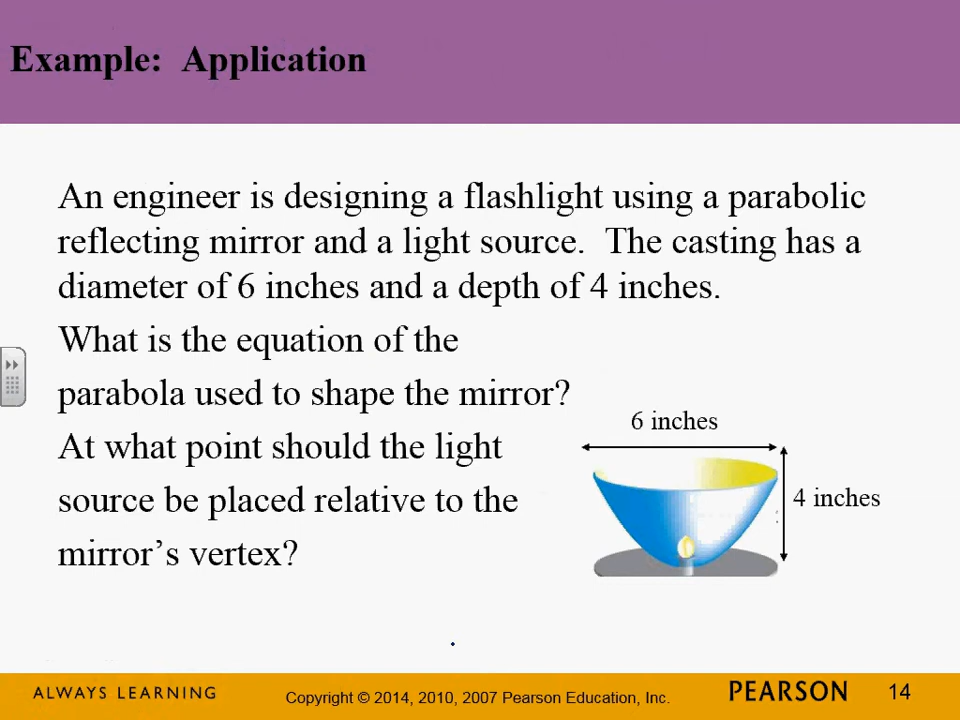 Example: Application
An engineer is designing a flashlight using a parabolic
reflecting mirror and a light source. The casting has a
diameter of 6 inches and a depth of 4 inches.
What is the equation of the
parabola used to shape the mirror?
At what point should the light
source be placed relative to the
mirror's vertex?
6 inches
4 inches
ALWAYS LEARNING
Copyright © 2014, 2010, 2007 Pearson Education, Inc.
PEARSON
14